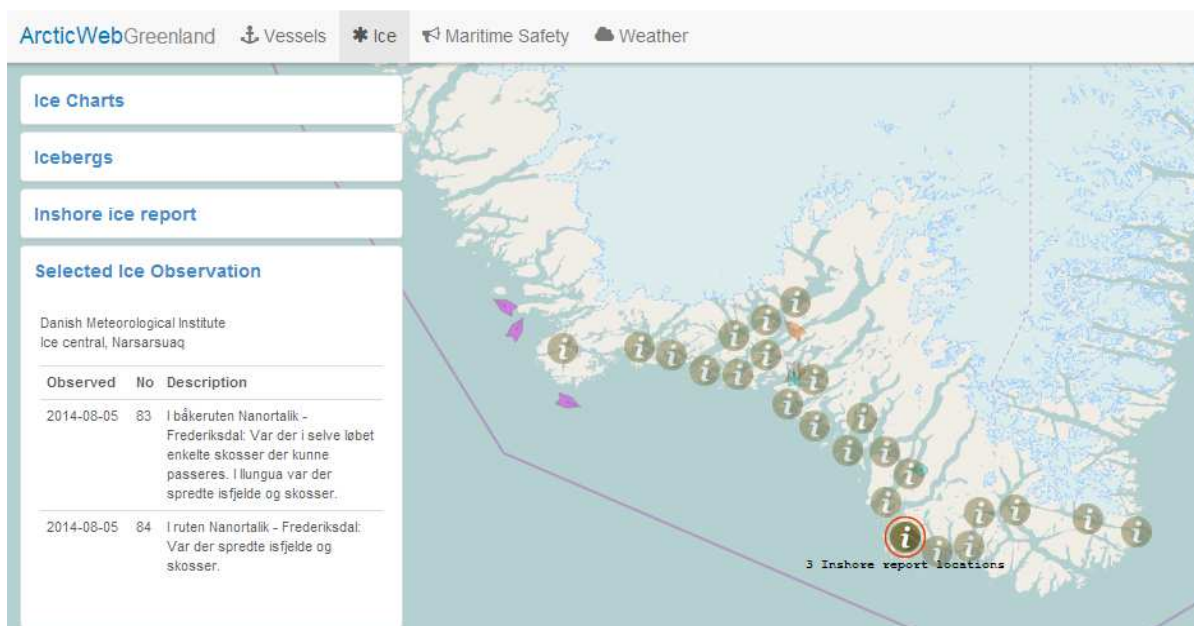 ArcticWebGreenland Vessels Ice Maritime Safety Weather
Ice Charts
Icebergs
Inshore ice report
Selected Ice Observation
Danish Meteorological Institute
Ice central, Narsarsuaq
Observed No Description
2014-08-05 83 I båkeruten Nanortalik -
Frederiksdal: Var der i selve løbet
enkelte skosser der kunne
passeres. I Ilungua var der
spredte isfjelde og skosser.
2014-08-05 84 I ruten Nanortalik - Frederiksdal:
Var der spredte isfjelde og
skosser.
3 Inshore report locations